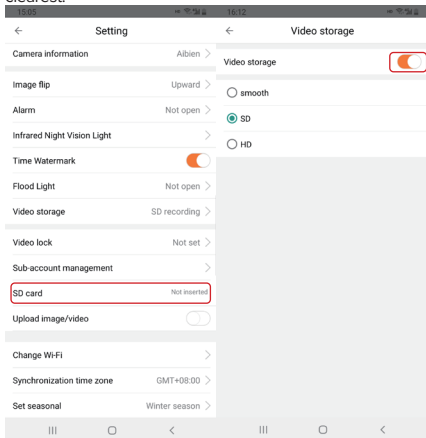 clearest.
15:05
← Setting
Camera information Aibien >
Image flip Upward >
Alarm Not open >
Infrared Night Vision Light >
Time Watermark
Flood Light Not open >
Video storage SD recording >
Video lock Not set >
Sub-account management >
SD card Not inserted
Upload image/video
Change Wi-Fi >
Synchronization time zone GMT+08:00 >
Set seasonal Winter season >
16:12
← Video storage
Video storage
smooth
SD
HD